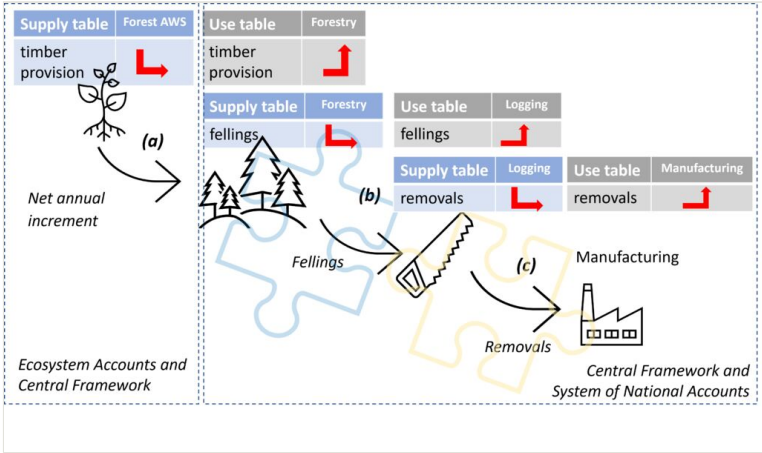 Supply table Forest AWS
timber
provision
Use table Forestry
timber
provision
Supply table Forestry
fellings
Use table Logging
fellings
Supply table Logging
removals
Use table Manufacturing
removals
(a)
Net annual
increment
(b)
Fellings
(c)
Manufacturing
Removals
Ecosystem Accounts and
Central Framework
Central Framework and
System of National Accounts